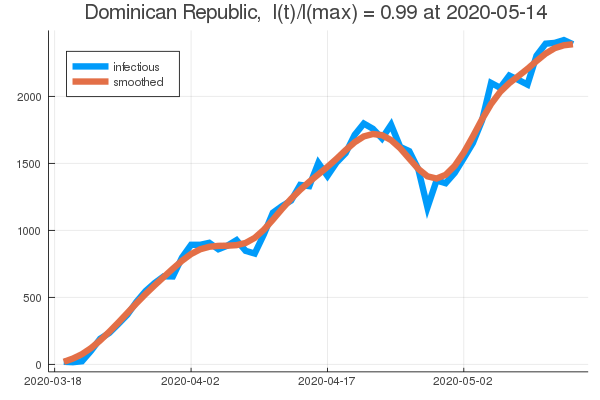 Dominican Republic,  I(t)/I(max) = 0.99 at 2020-05-14
infectious
smoothed
2000
1500
1000
500
0
2020-03-18 2020-04-02 2020-04-17 2020-05-02